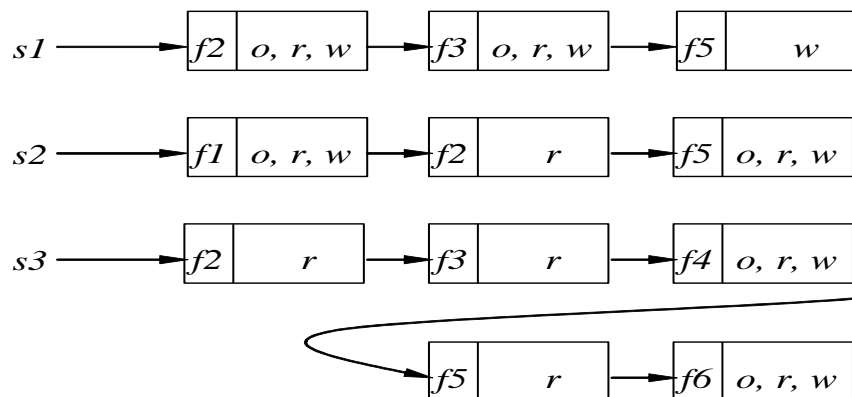 s1 f2 o, r, w f3 o, r, w f5 w
s2 f1 o, r, w f2 r f5 o, r, w
s3 f2 r f3 r f4 o, r, w
f5 r f6 o, r, w